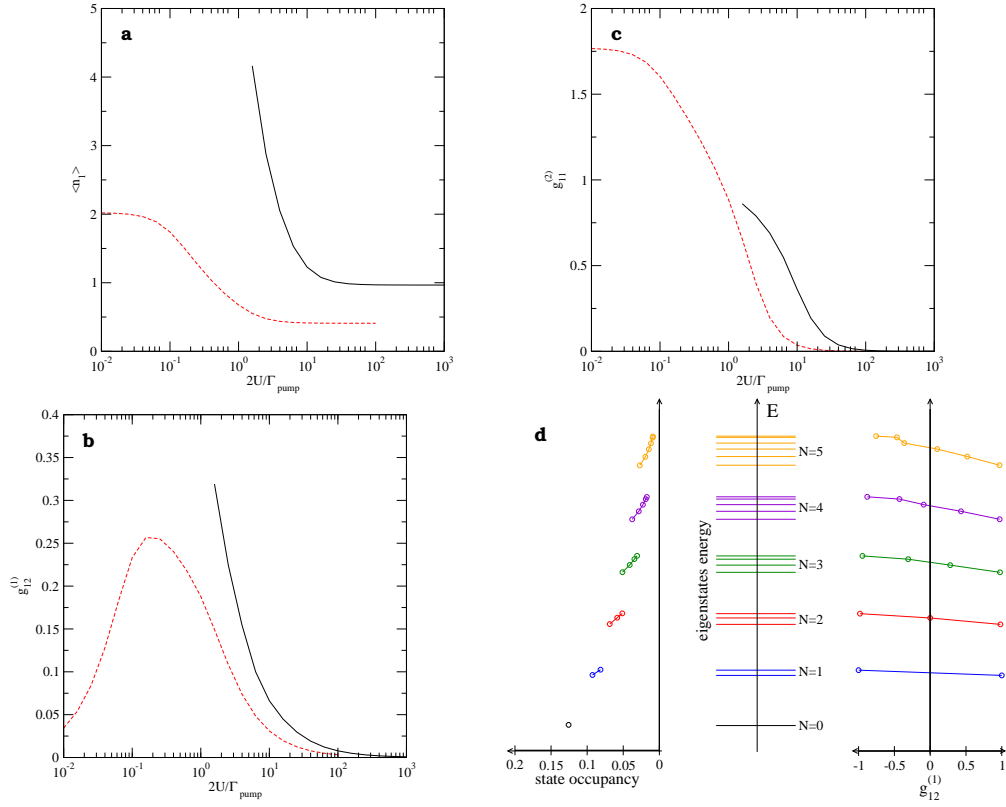 a
5
4
3
2
1
0
<n1>
10^-2 10^-1 10^0 10^1 10^2 10^3
2U/Γpump
c
2
1.5
1
0.5
0
g11^(2)
10^-2 10^-1 10^0 10^1 10^2 10^3
2U/Γpump
b
0.4
0.35
0.3
0.25
0.2
0.15
0.1
0.05
0
g12^(1)
10^-2 10^-1 10^0 10^1 10^2 10^3
2U/Γpump
d
E
N=5
N=4
N=3
N=2
N=1
N=0
eigenstates energy
0.2 0.15 0.1 0.05 0
state occupancy
-1 -0.5 0 0.5 1
g12^(1)